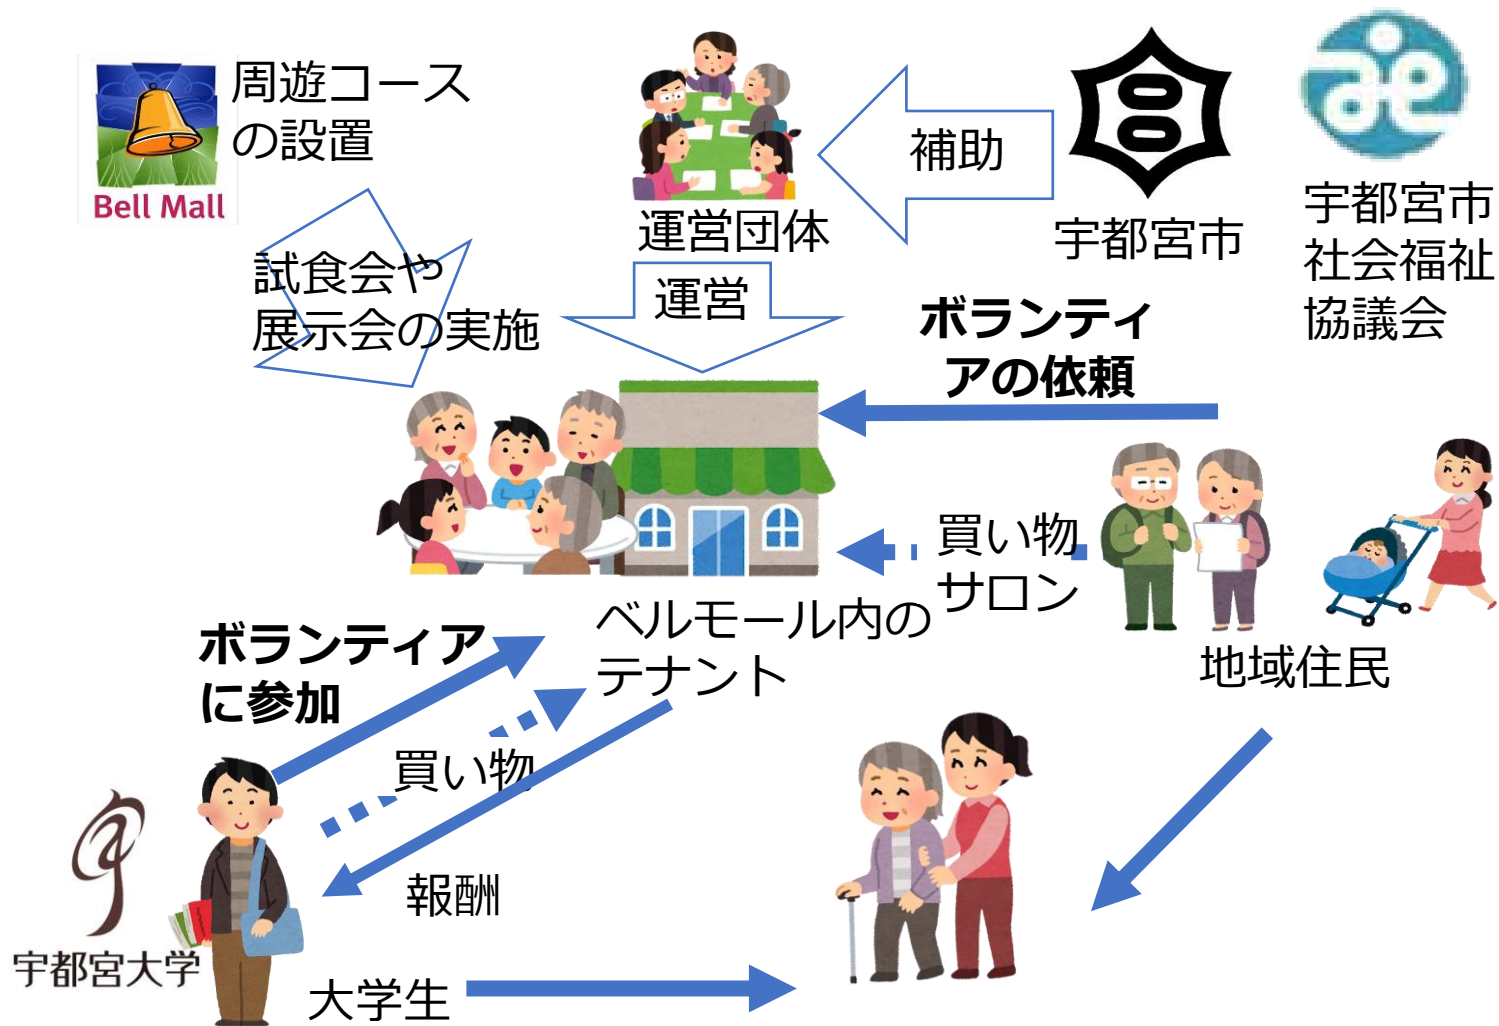 周遊コース
の設置
Bell Mall
運営団体
補助
宇都宮市
宇都宮市
社会福祉
協議会
試食会や
展示会の実施
運営
ボランティ
アの依頼
買い物
サロン
地域住民
ベルモール内の
テナント
ボランティア
に参加
買い物
報酬
宇都宮大学
大学生